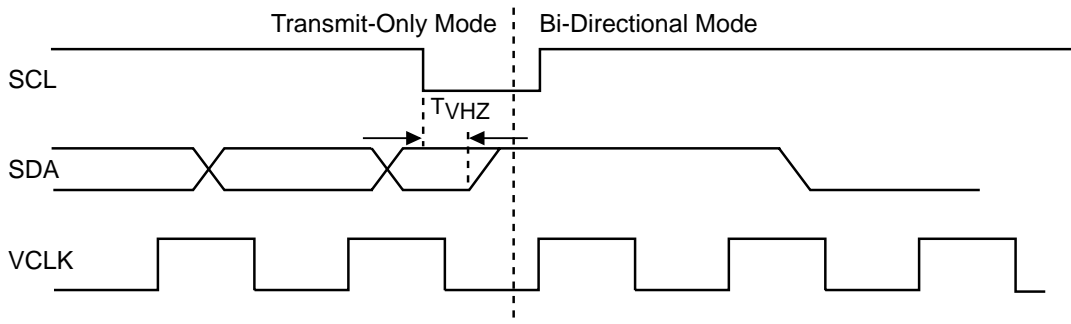 Transmit-Only Mode Bi-Directional Mode
SCL
TVHZ
SDA
VCLK